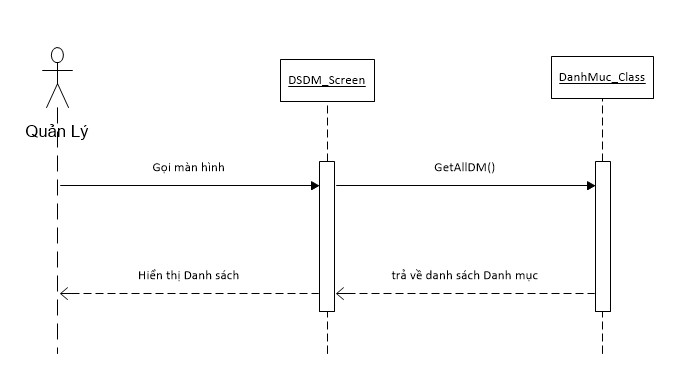 DSDM_Screen
DanhMuc_Class
Quản Lý
Gọi màn hình
GetAllDM()
Hiển thị Danh sách
trả về danh sách Danh mục